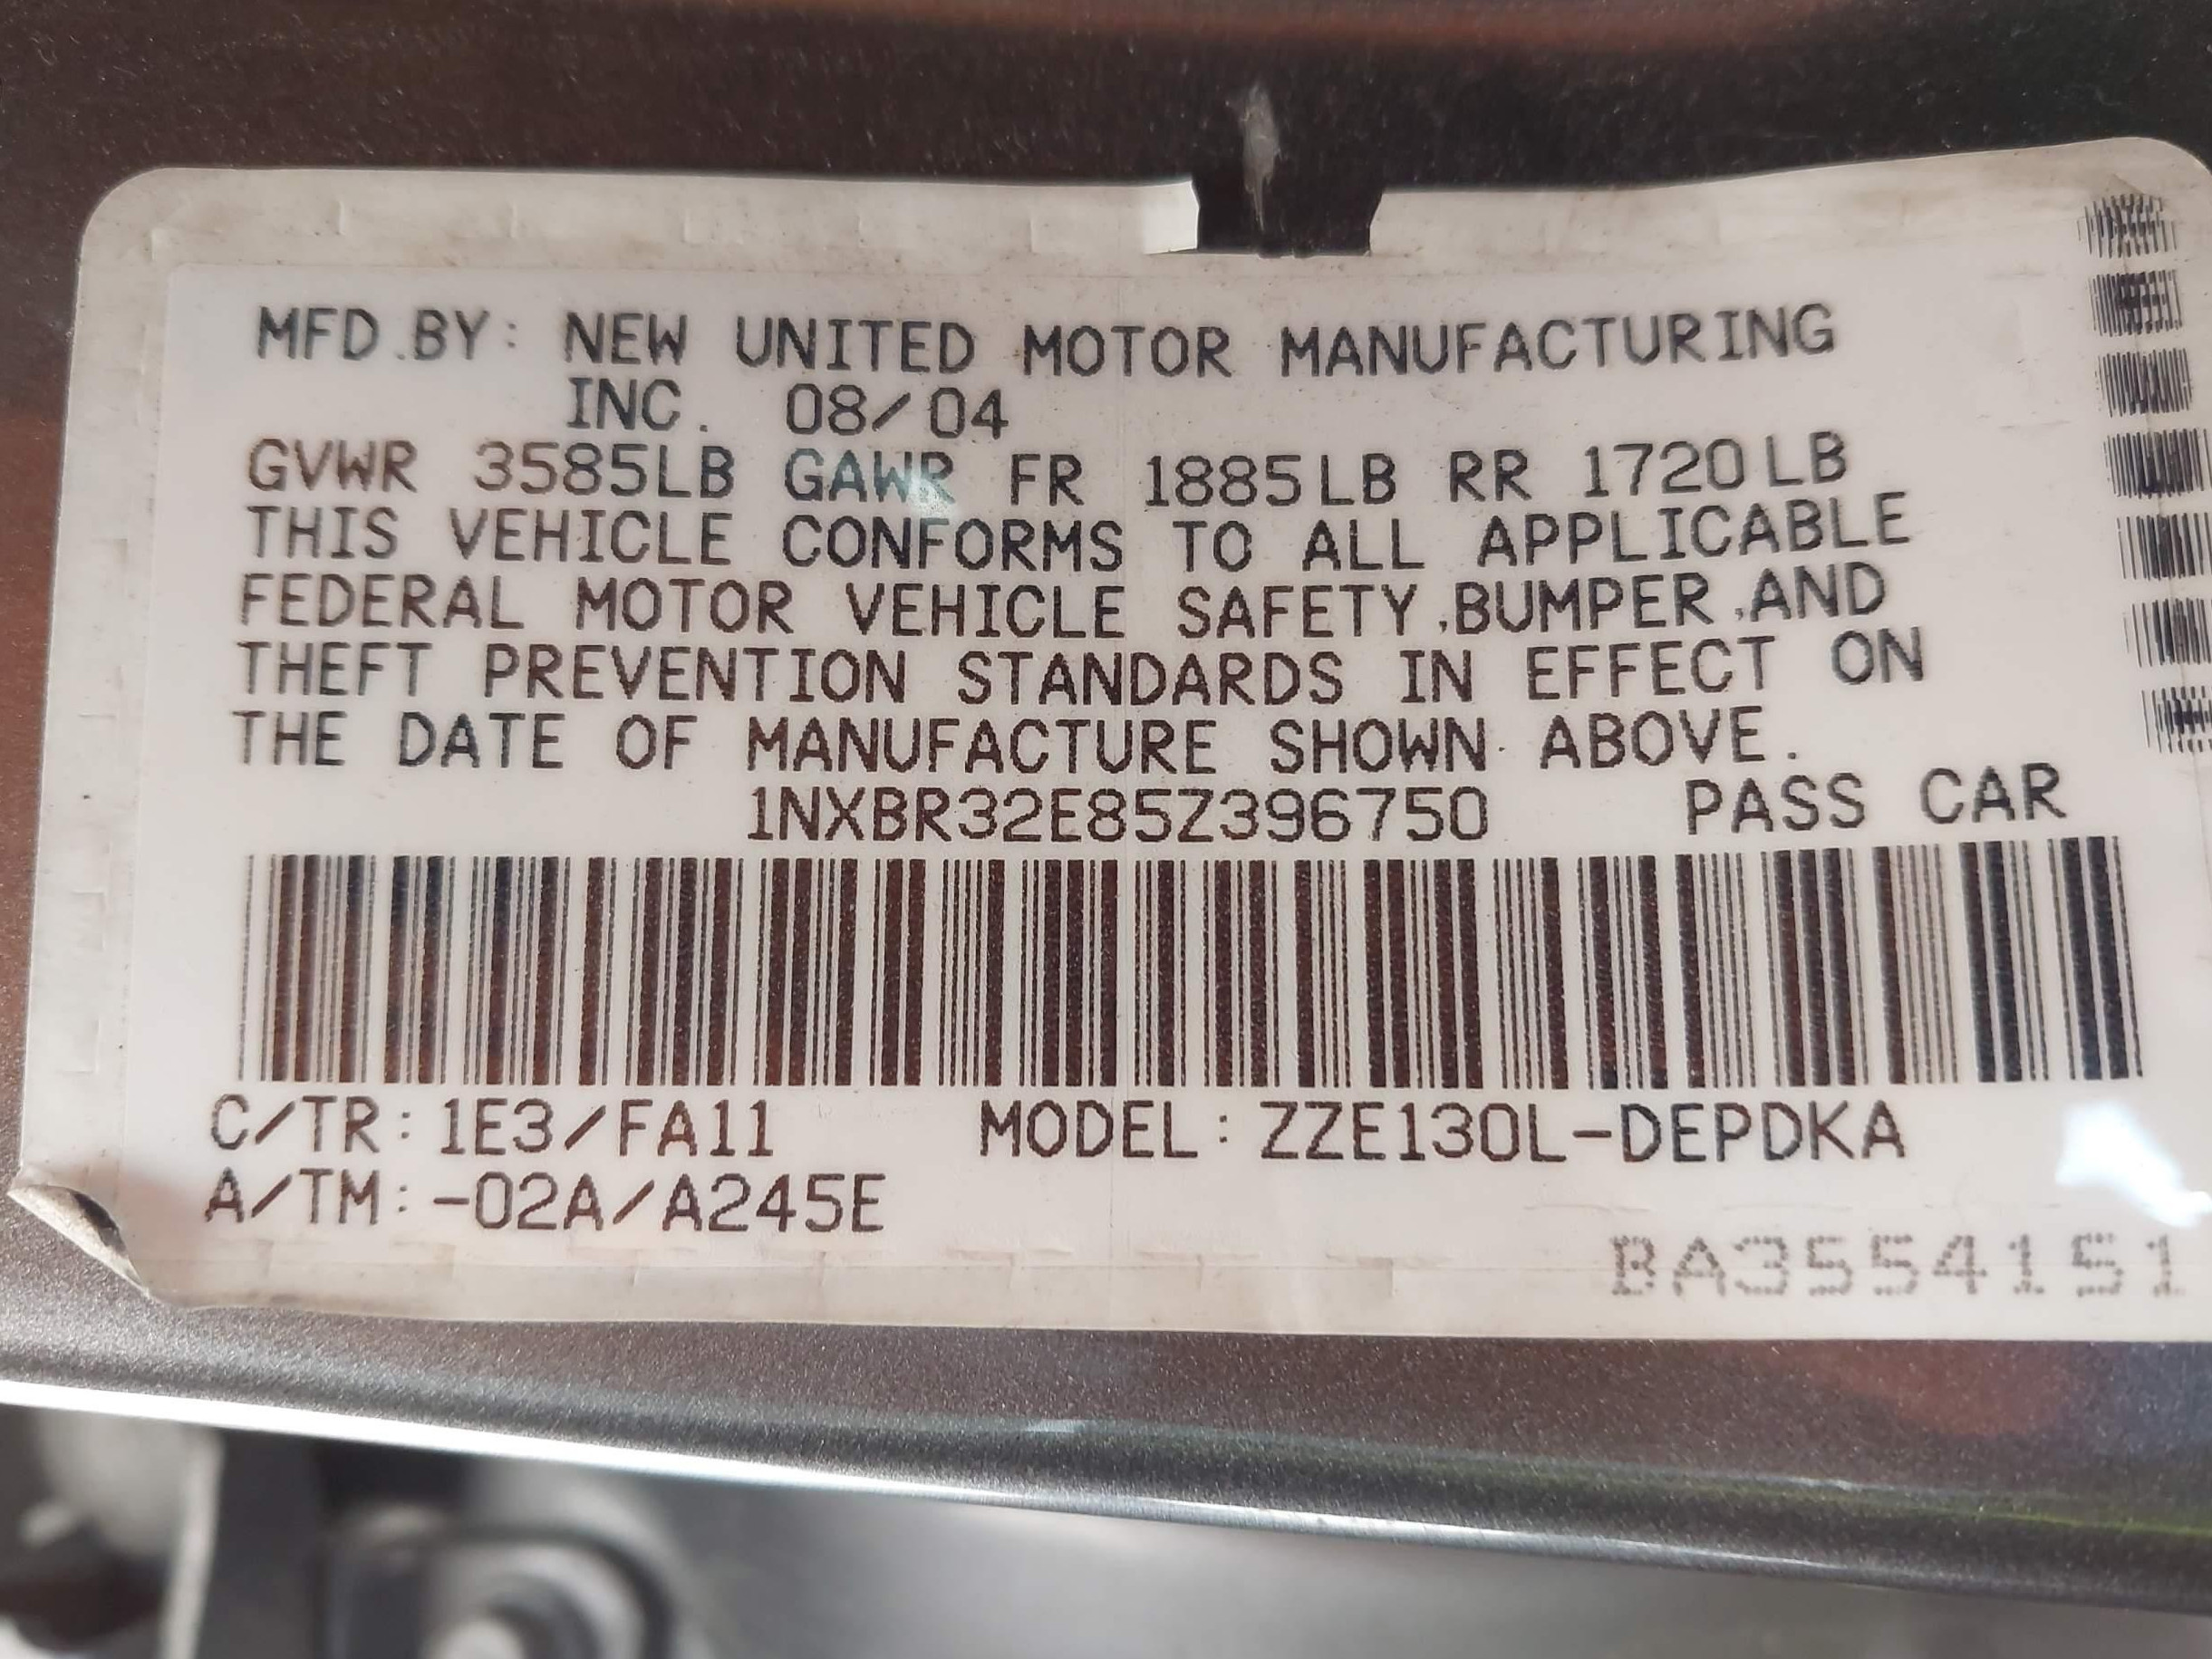 MFD.BY: NEW UNITED MOTOR MANUFACTURING
INC. 08/04
GVWR 3585LB GAWR FR 1885LB RR 1720LB
THIS VEHICLE CONFORMS TO ALL APPLICABLE
FEDERAL MOTOR VEHICLE SAFETY,BUMPER,AND
THEFT PREVENTION STANDARDS IN EFFECT ON
THE DATE OF MANUFACTURE SHOWN ABOVE.
1NXBR32E85Z396750 PASS CAR
C/TR: 1E3/FA11 MODEL: ZZE130L-DEPDKA
A/TM: -02A/A245E
BA3554151